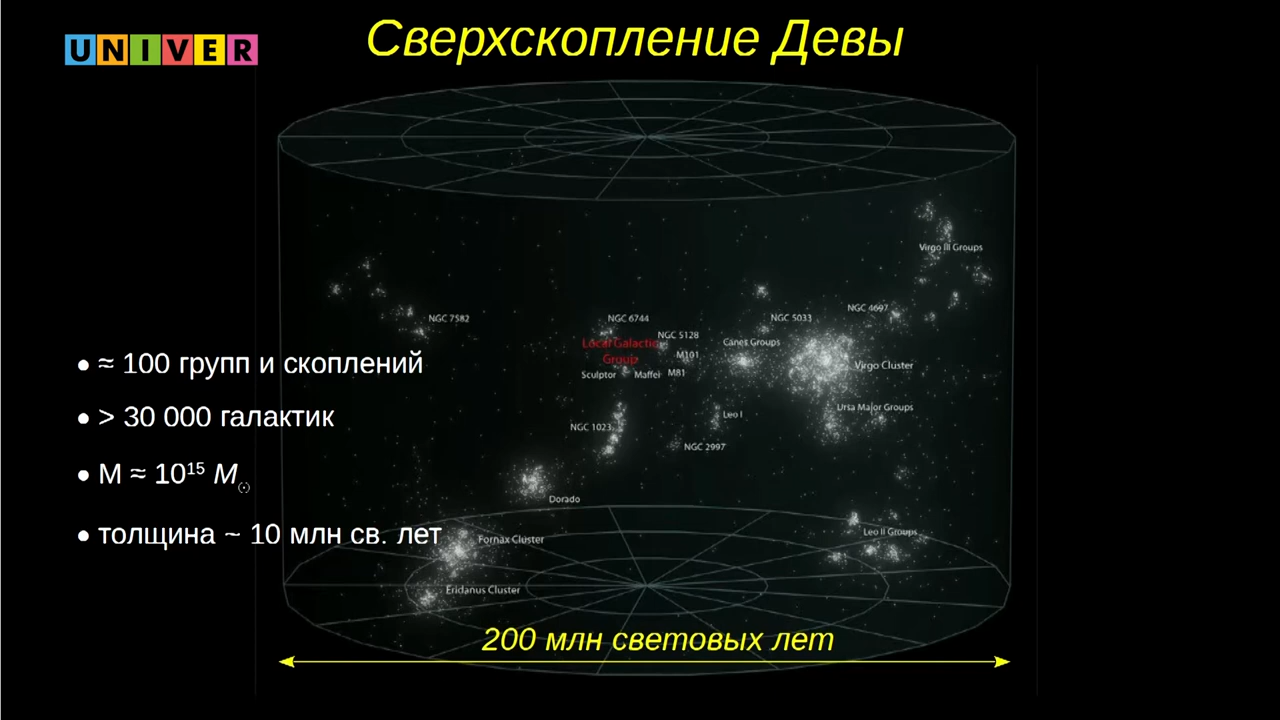 UNIVER
Сверхскопление Девы
Virgo III Groups
NGC 7582
NGC 6744
NGC 5033
NGC 4697
NGC 5128
Local Galactic
Group
Canes Groups
M101
Virgo Cluster
Sculptor
Maffei
M81
• ≈ 100 групп и скоплений
• > 30 000 галактик
• M ≈ 10¹⁵ M☉
• толщина ~ 10 млн св. лет
Ursa Major Groups
Leo I
NGC 1023
NGC 2997
Dorado
Leo II Groups
Fornax Cluster
Eridanus Cluster
200 млн световых лет